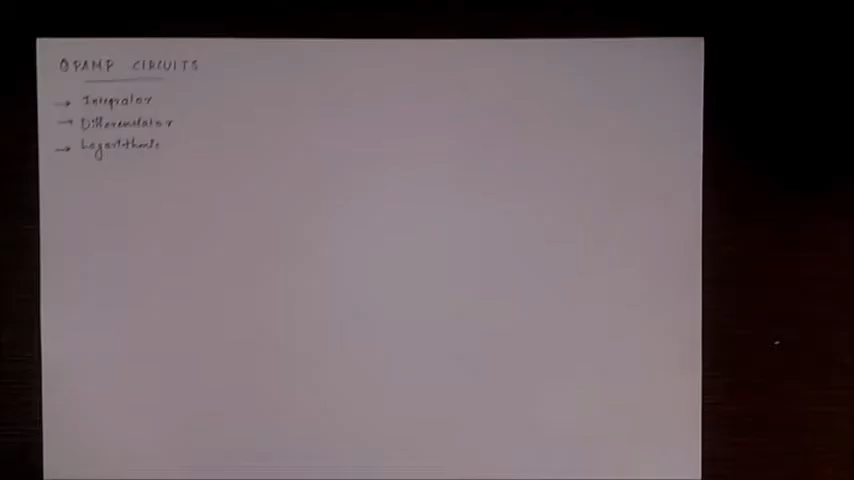 OPAMP CIRCUITS
→ Integrator
→ Differentiator
→ Logarithmic